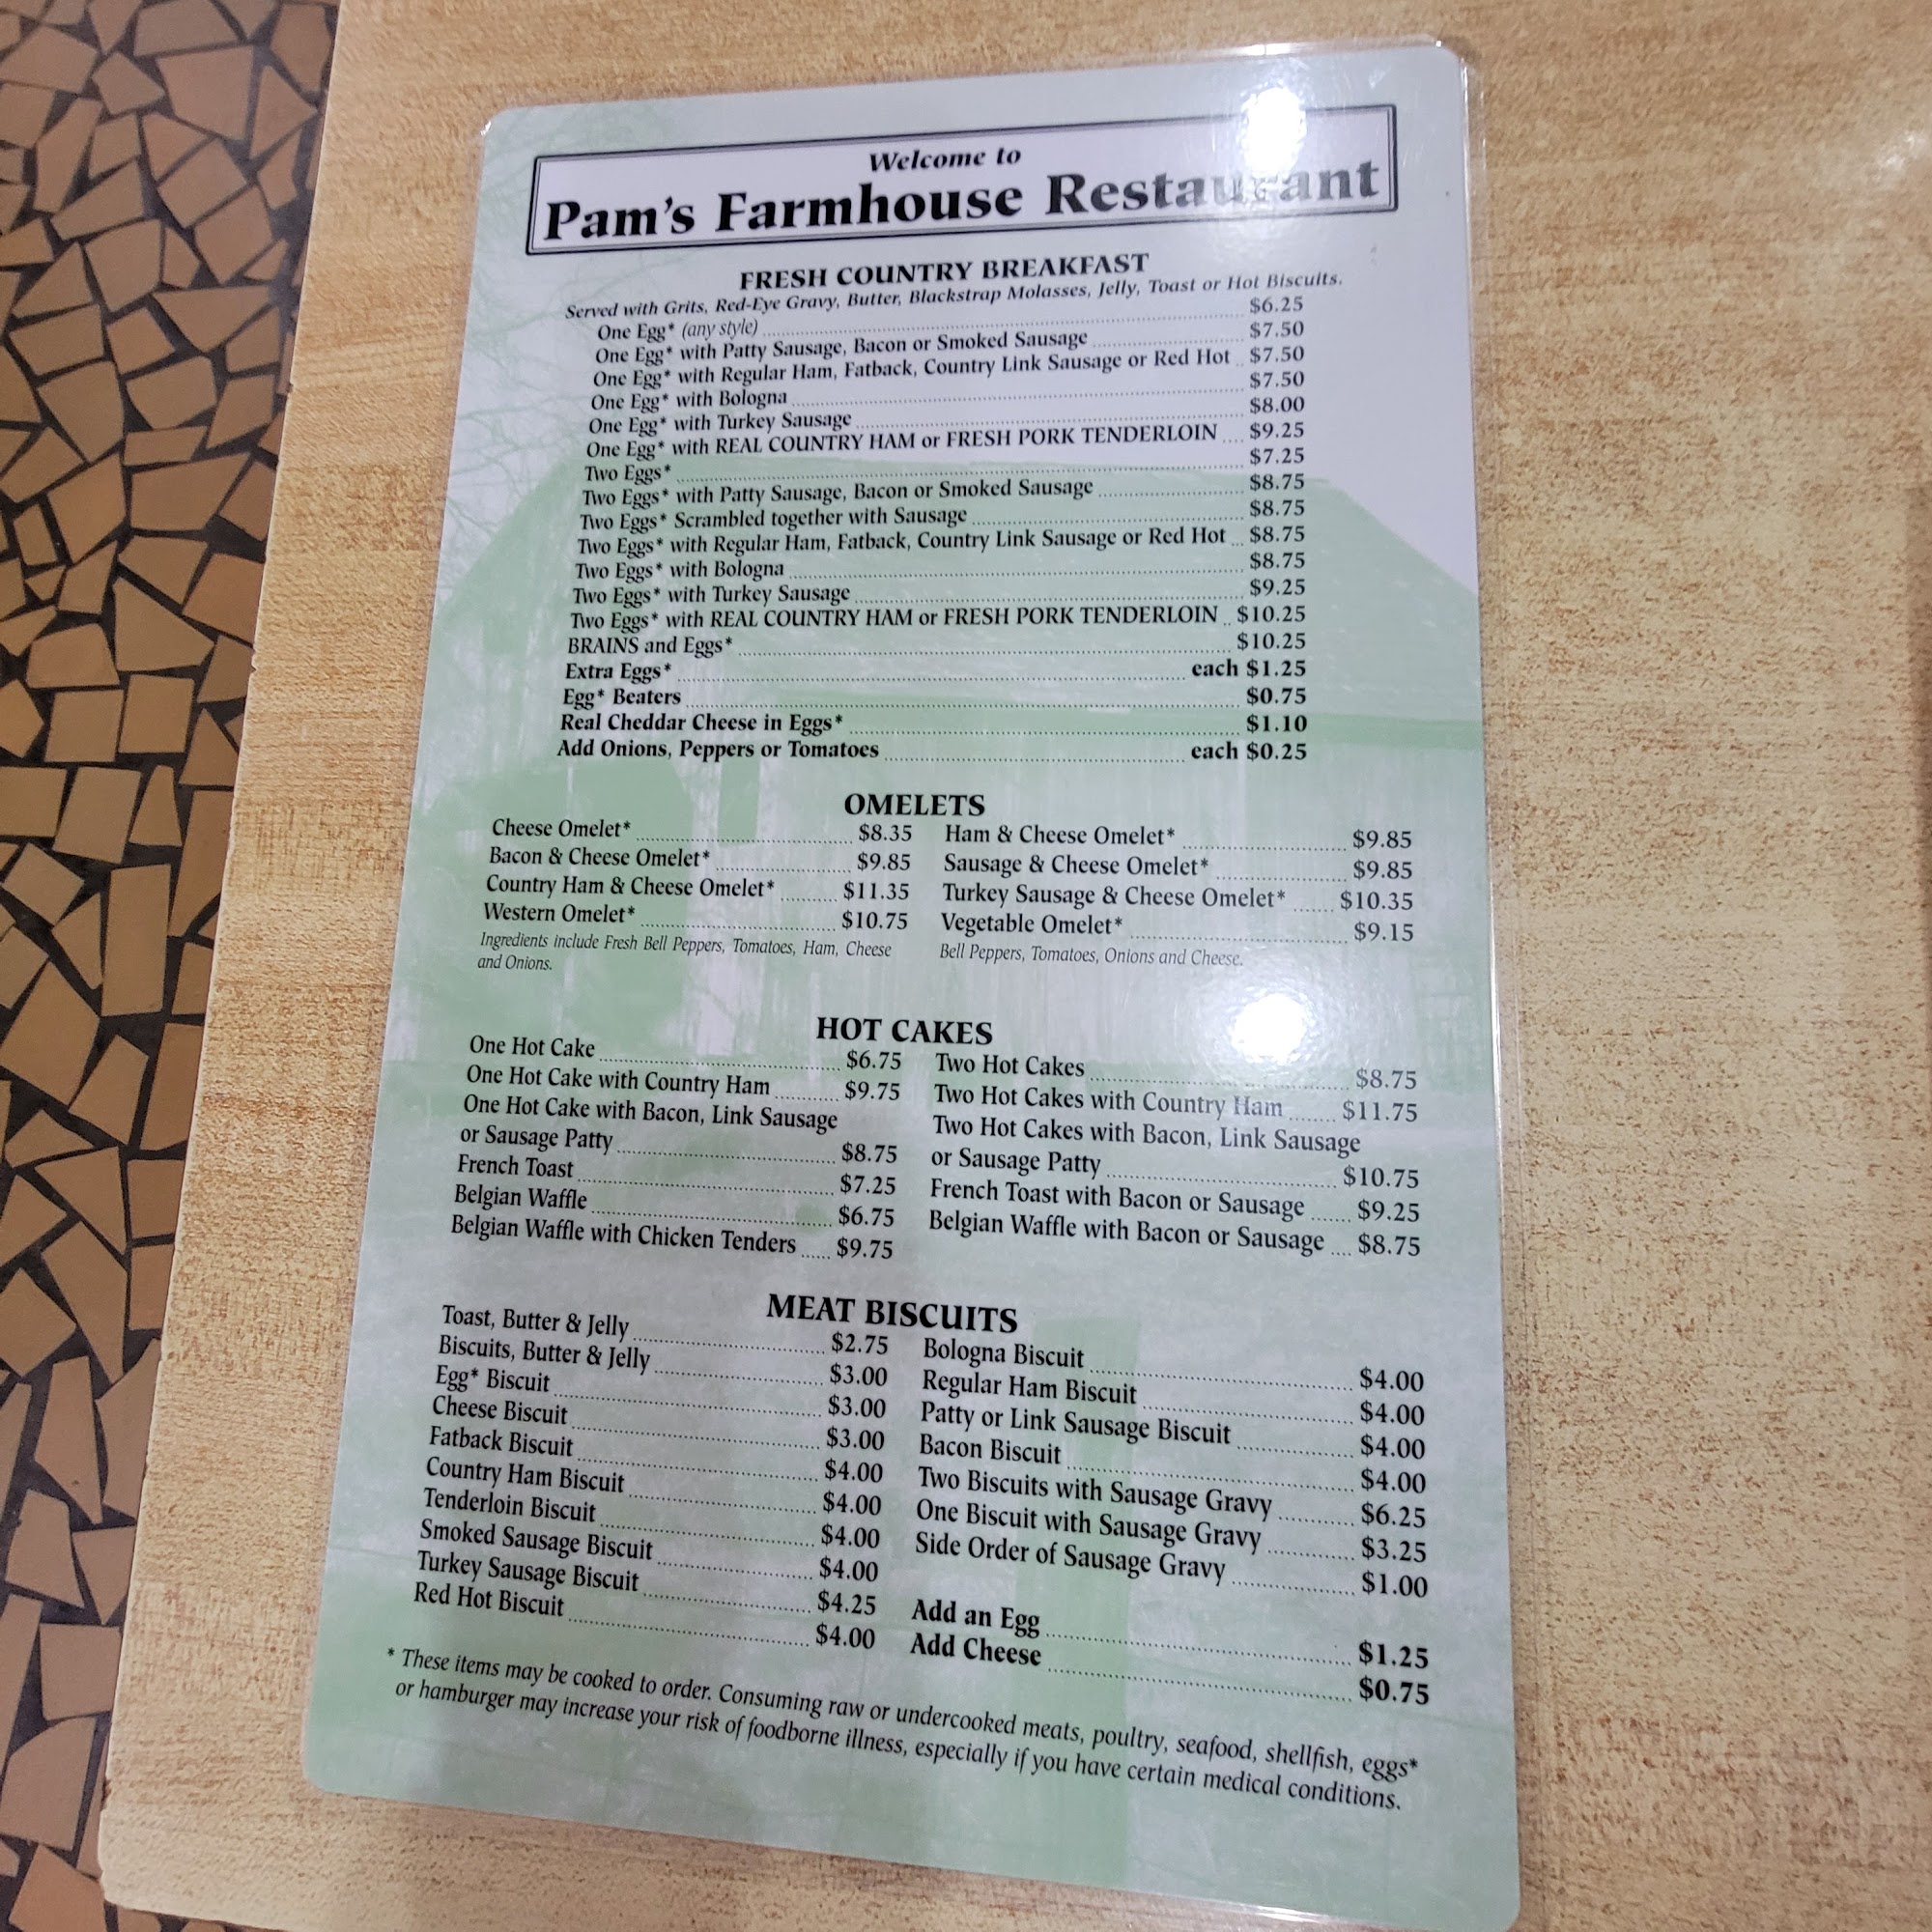 Welcome to
Pam's Farmhouse Restaurant
FRESH COUNTRY BREAKFAST
Served with Grits, Red-Eye Gravy, Butter, Blackstrap Molasses, Jelly, Toast or Hot Biscuits.
One Egg* (any style) $6.25
One Egg* with Patty Sausage, Bacon or Smoked Sausage $7.50
One Egg* with Regular Ham, Fatback, Country Link Sausage or Red Hot $7.50
One Egg* with Bologna $7.50
One Egg* with Turkey Sausage $8.00
One Egg* with REAL COUNTRY HAM or FRESH PORK TENDERLOIN $9.25
Two Eggs* $7.25
Two Eggs* with Patty Sausage, Bacon or Smoked Sausage $8.75
Two Eggs* Scrambled together with Sausage $8.75
Two Eggs* with Regular Ham, Fatback, Country Link Sausage or Red Hot $8.75
Two Eggs* with Bologna $8.75
Two Eggs* with Turkey Sausage $9.25
Two Eggs* with REAL COUNTRY HAM or FRESH PORK TENDERLOIN $10.25
BRAINS and Eggs* $10.25
Extra Eggs* each $1.25
Egg* Beaters $0.75
Real Cheddar Cheese in Eggs* $1.10
Add Onions, Peppers or Tomatoes each $0.25
OMELETS
Cheese Omelet* $8.35
Bacon & Cheese Omelet* $9.85
Country Ham & Cheese Omelet* $11.35
Western Omelet* $10.75
Ingredients include Fresh Bell Peppers, Tomatoes, Ham, Cheese
and Onions.
Ham & Cheese Omelet* $9.85
Sausage & Cheese Omelet* $9.85
Turkey Sausage & Cheese Omelet* $10.35
Vegetable Omelet* $9.15
Bell Peppers, Tomatoes, Onions and Cheese.
HOT CAKES
One Hot Cake $6.75
One Hot Cake with Country Ham $9.75
One Hot Cake with Bacon, Link Sausage
or Sausage Patty $8.75
French Toast $7.25
Belgian Waffle $6.75
Belgian Waffle with Chicken Tenders $9.75
Two Hot Cakes $8.75
Two Hot Cakes with Country Ham $11.75
Two Hot Cakes with Bacon, Link Sausage
or Sausage Patty $10.75
French Toast with Bacon or Sausage $9.25
Belgian Waffle with Bacon or Sausage $8.75
MEAT BISCUITS
Toast, Butter & Jelly $2.75
Biscuits, Butter & Jelly $3.00
Egg* Biscuit $3.00
Cheese Biscuit $3.00
Fatback Biscuit $4.00
Country Ham Biscuit $4.00
Tenderloin Biscuit $4.00
Smoked Sausage Biscuit $4.00
Turkey Sausage Biscuit $4.25
Red Hot Biscuit $4.00
Bologna Biscuit $4.00
Regular Ham Biscuit $4.00
Patty or Link Sausage Biscuit $4.00
Bacon Biscuit $4.00
Two Biscuits with Sausage Gravy $6.25
One Biscuit with Sausage Gravy $3.25
Side Order of Sausage Gravy $1.00
Add an Egg $1.25
Add Cheese $0.75
* These items may be cooked to order. Consuming raw or undercooked meats, poultry, seafood, shellfish, eggs*
or hamburger may increase your risk of foodborne illness, especially if you have certain medical conditions.